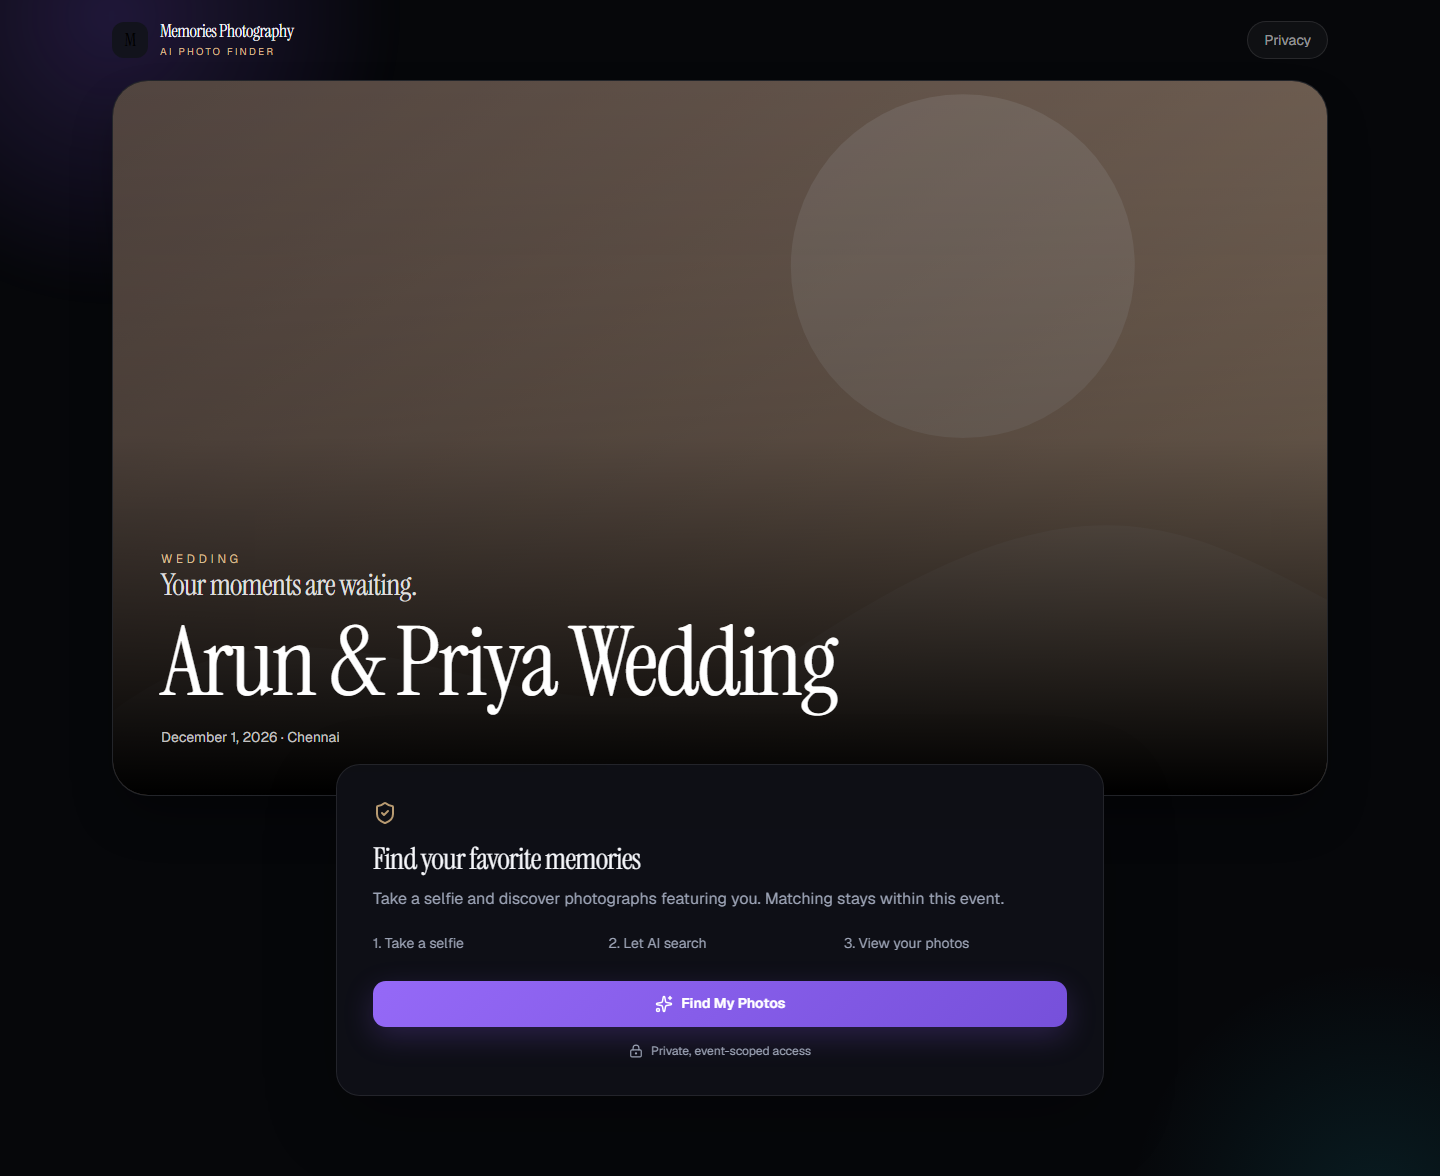 M
Memories Photography
AI PHOTO FINDER
Privacy
WEDDING
Your moments are waiting.
Arun & Priya Wedding
December 1, 2026 · Chennai
Find your favorite memories
Take a selfie and discover photographs featuring you. Matching stays within this event.
1. Take a selfie
2. Let AI search
3. View your photos
Find My Photos
Private, event-scoped access